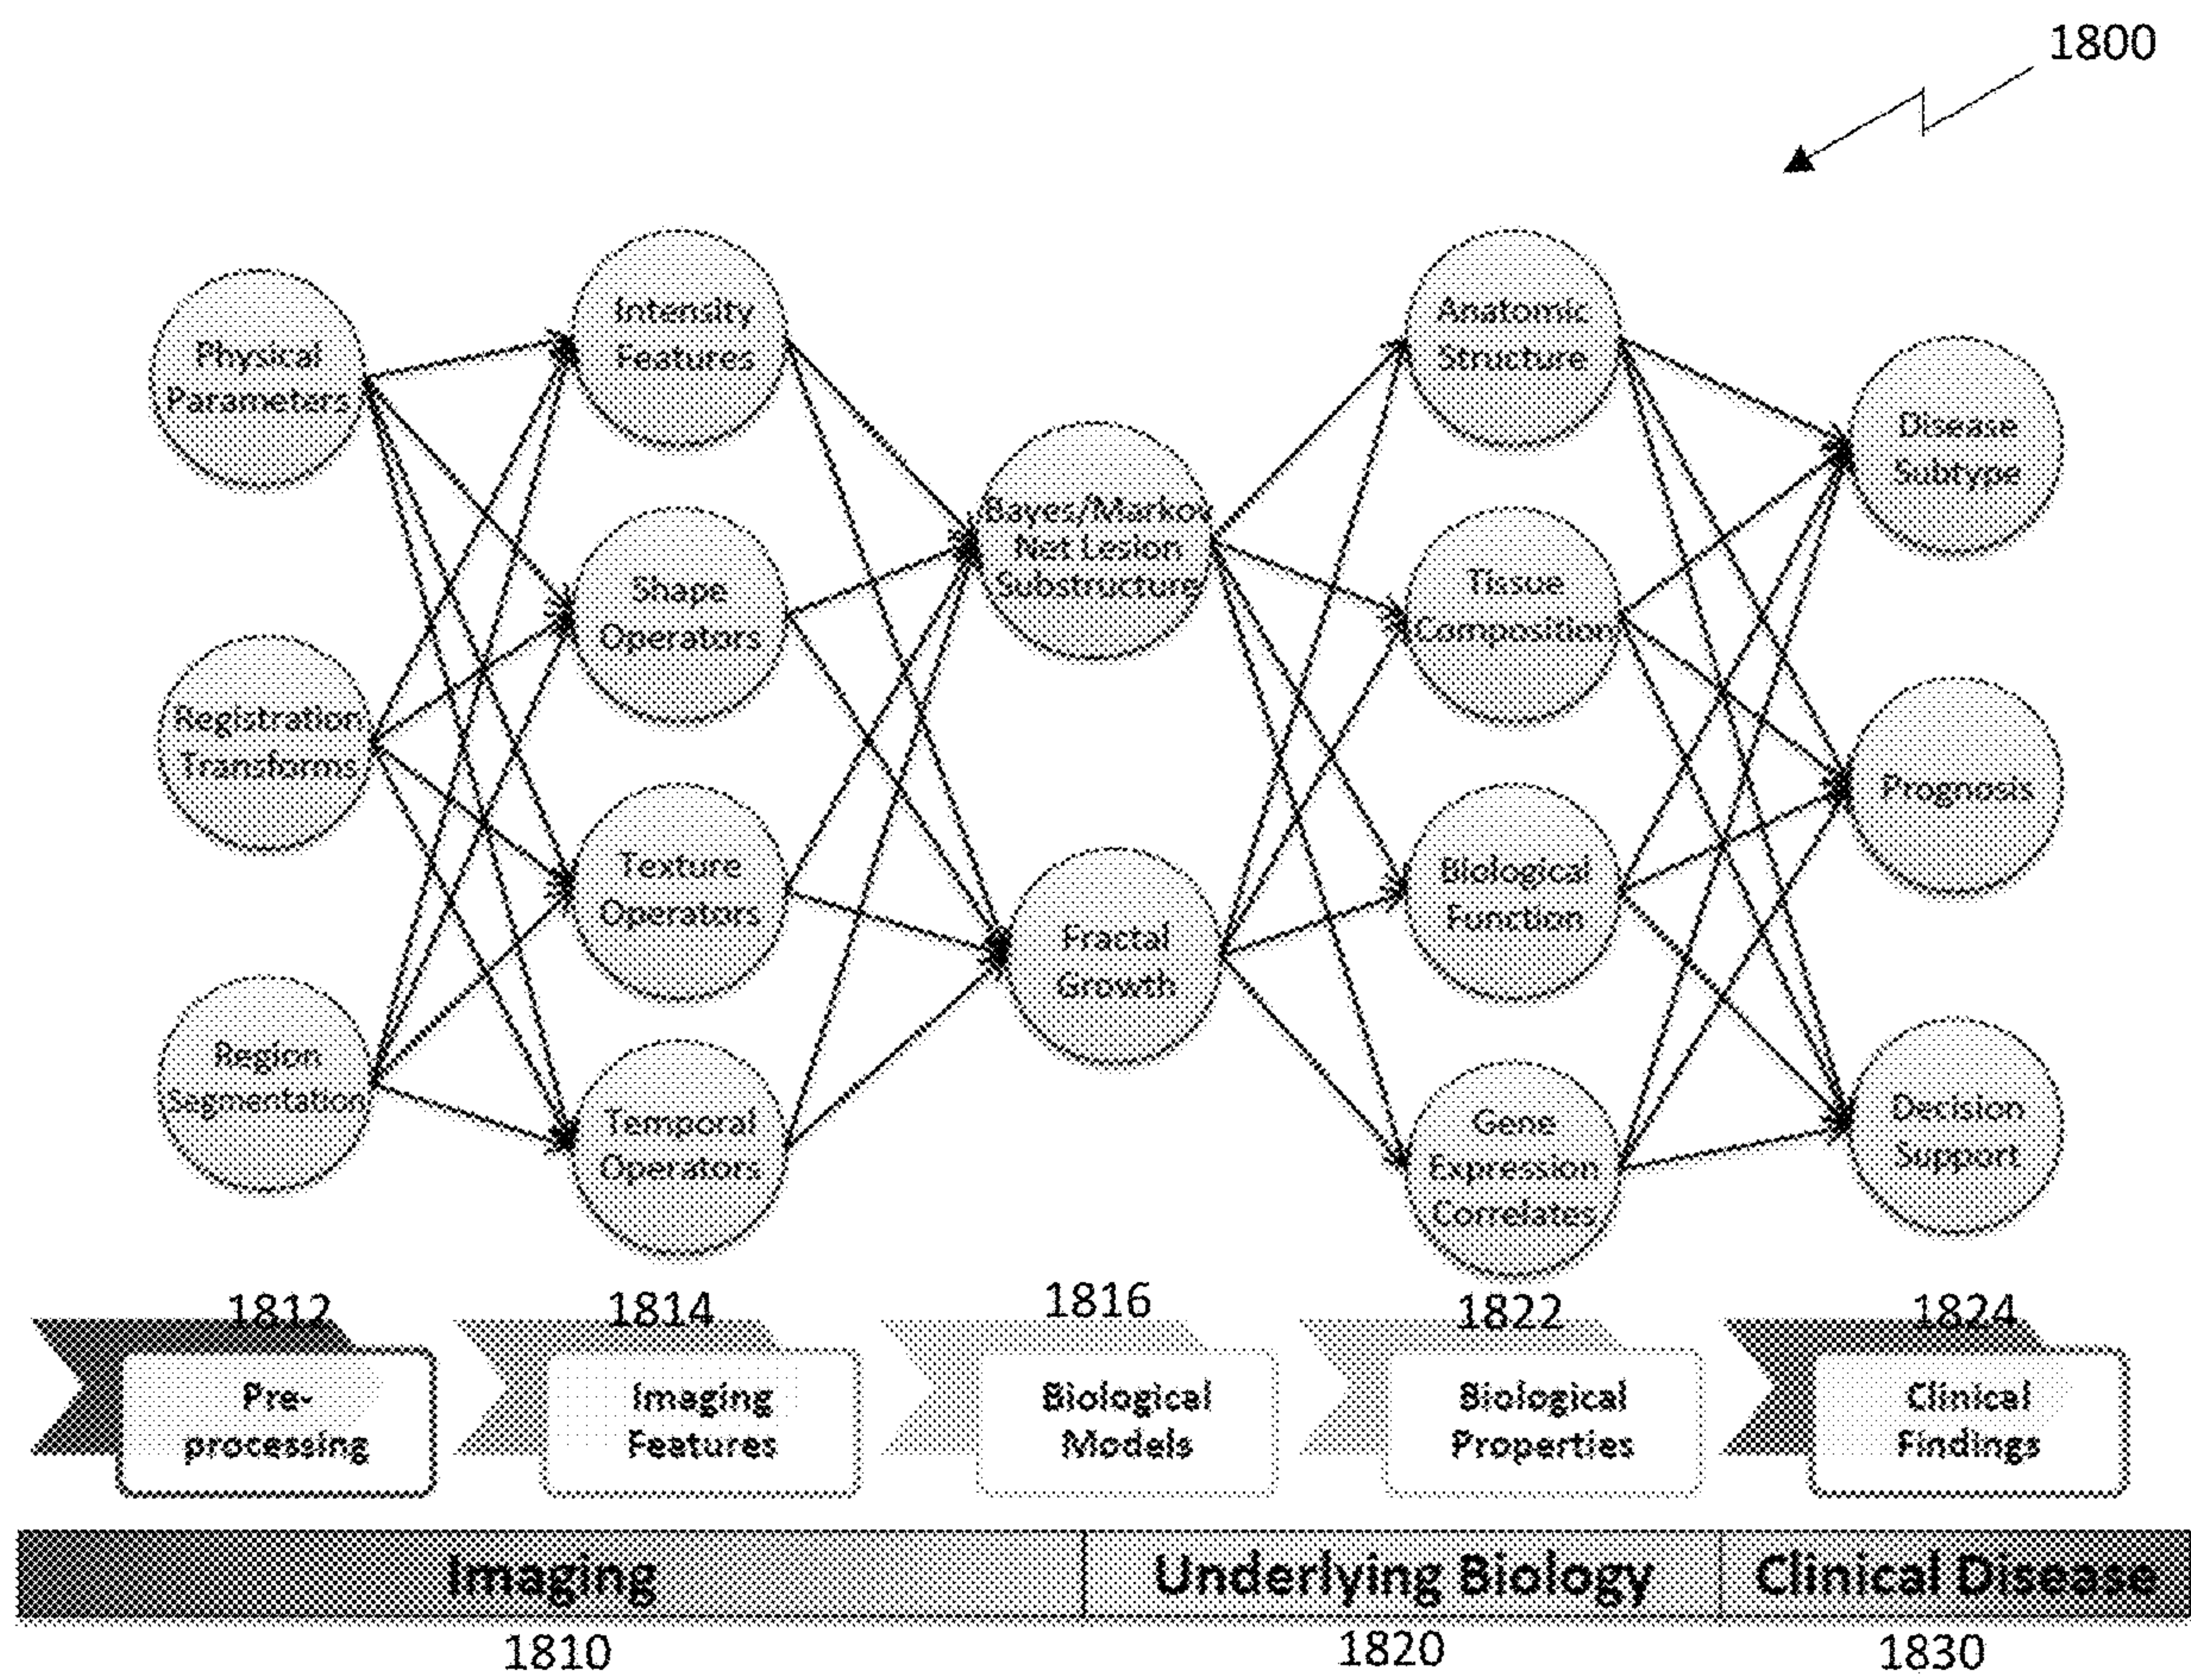 1800
Physical
Parameters
Registration
Transforms
Region
Segmentation
Intensity
Features
Shape
Operators
Texture
Operators
Temporal
Operators
Bayes/Markov
Net Lesion
Substructure
Fractal
Growth
Anatomic
Structure
Tissue
Composition
Biological
Function
Gene
Expression
Correlates
Disease
Subtype
Prognosis
Decision
Support
1812
1814
1816
1822
1824
Pre-
processing
Imaging
Features
Biological
Models
Biological
Properties
Clinical
Findings
Imaging
Underlying Biology
Clinical Disease
1810
1820
1830